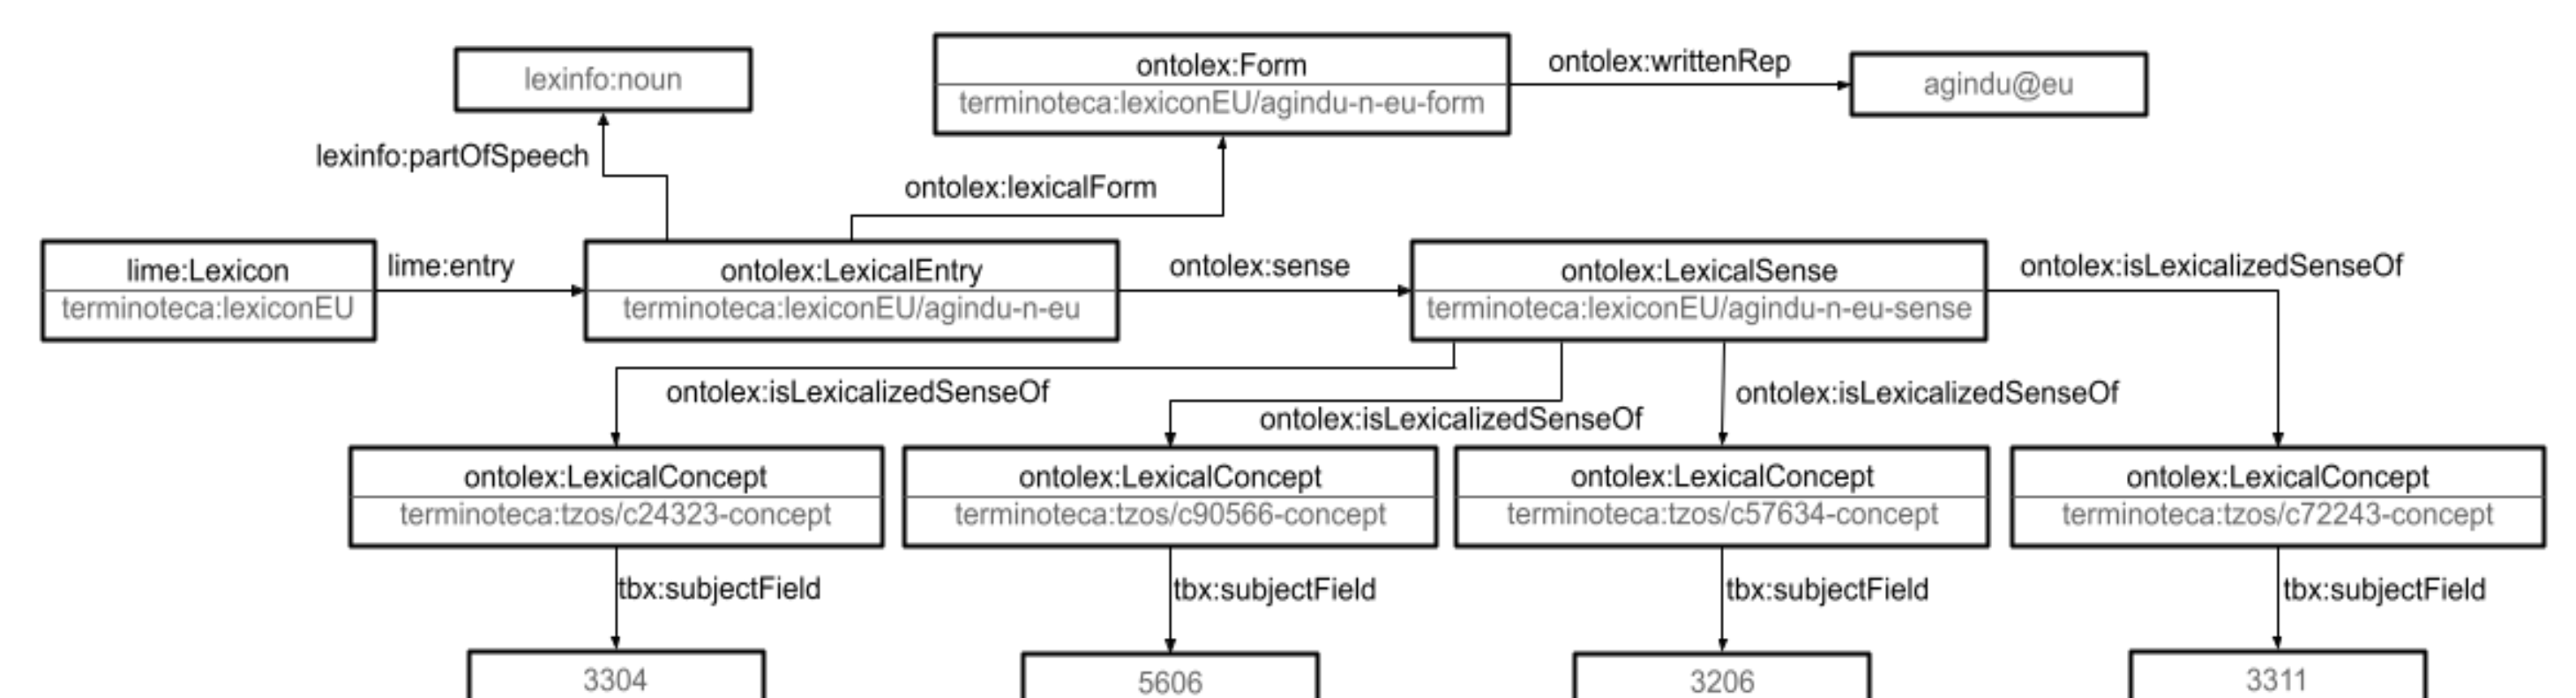 lexinfo:noun
ontolex:Form
terminoteca:lexiconEU/agindu-n-eu-form
ontolex:writtenRep
agindu@eu
lexinfo:partOfSpeech
ontolex:lexicalForm
lime:Lexicon
terminoteca:lexiconEU
lime:entry
ontolex:LexicalEntry
terminoteca:lexiconEU/agindu-n-eu
ontolex:sense
ontolex:LexicalSense
terminoteca:lexiconEU/agindu-n-eu-sense
ontolex:isLexicalizedSenseOf
ontolex:isLexicalizedSenseOf
ontolex:isLexicalizedSenseOf
ontolex:isLexicalizedSenseOf
ontolex:LexicalConcept
terminoteca:tzos/c24323-concept
ontolex:LexicalConcept
terminoteca:tzos/c90566-concept
ontolex:LexicalConcept
terminoteca:tzos/c57634-concept
ontolex:LexicalConcept
terminoteca:tzos/c72243-concept
tbx:subjectField
tbx:subjectField
tbx:subjectField
tbx:subjectField
3304
5606
3206
3311